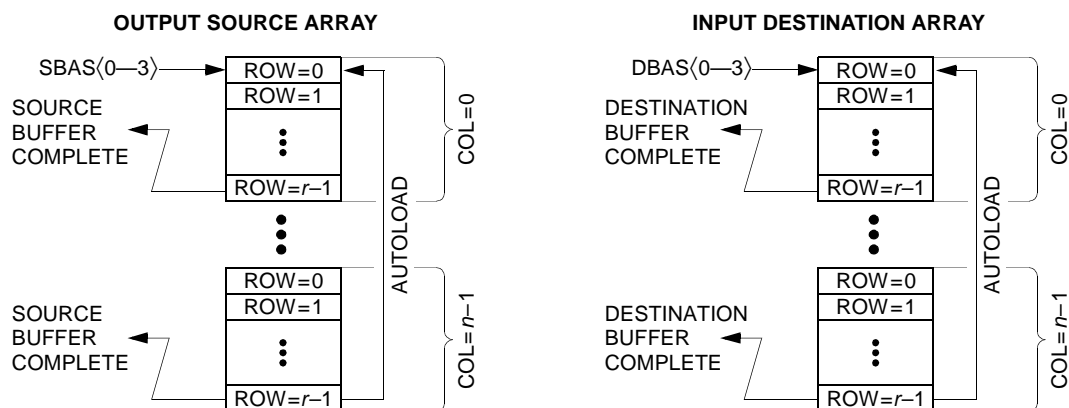 OUTPUT SOURCE ARRAY
SBAS⟨0—3⟩
ROW=0
ROW=1
SOURCE
BUFFER
COMPLETE
ROW=r–1
COL=0
AUTOLOAD
ROW=0
ROW=1
SOURCE
BUFFER
COMPLETE
ROW=r–1
COL=n–1
INPUT DESTINATION ARRAY
DBAS⟨0—3⟩
ROW=0
ROW=1
DESTINATION
BUFFER
COMPLETE
ROW=r–1
COL=0
AUTOLOAD
ROW=0
ROW=1
DESTINATION
BUFFER
COMPLETE
ROW=r–1
COL=n–1